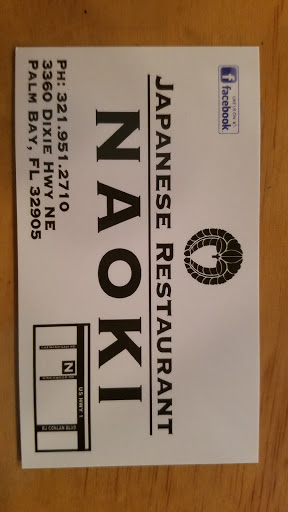 f facebook
JAPANESE RESTAURANT
NAOKI
PH: 321.951.2710
3360 DIXIE HWY NE
PALM BAY, FL 32905
US HWY 1
N
RJ CONLAN BLVD